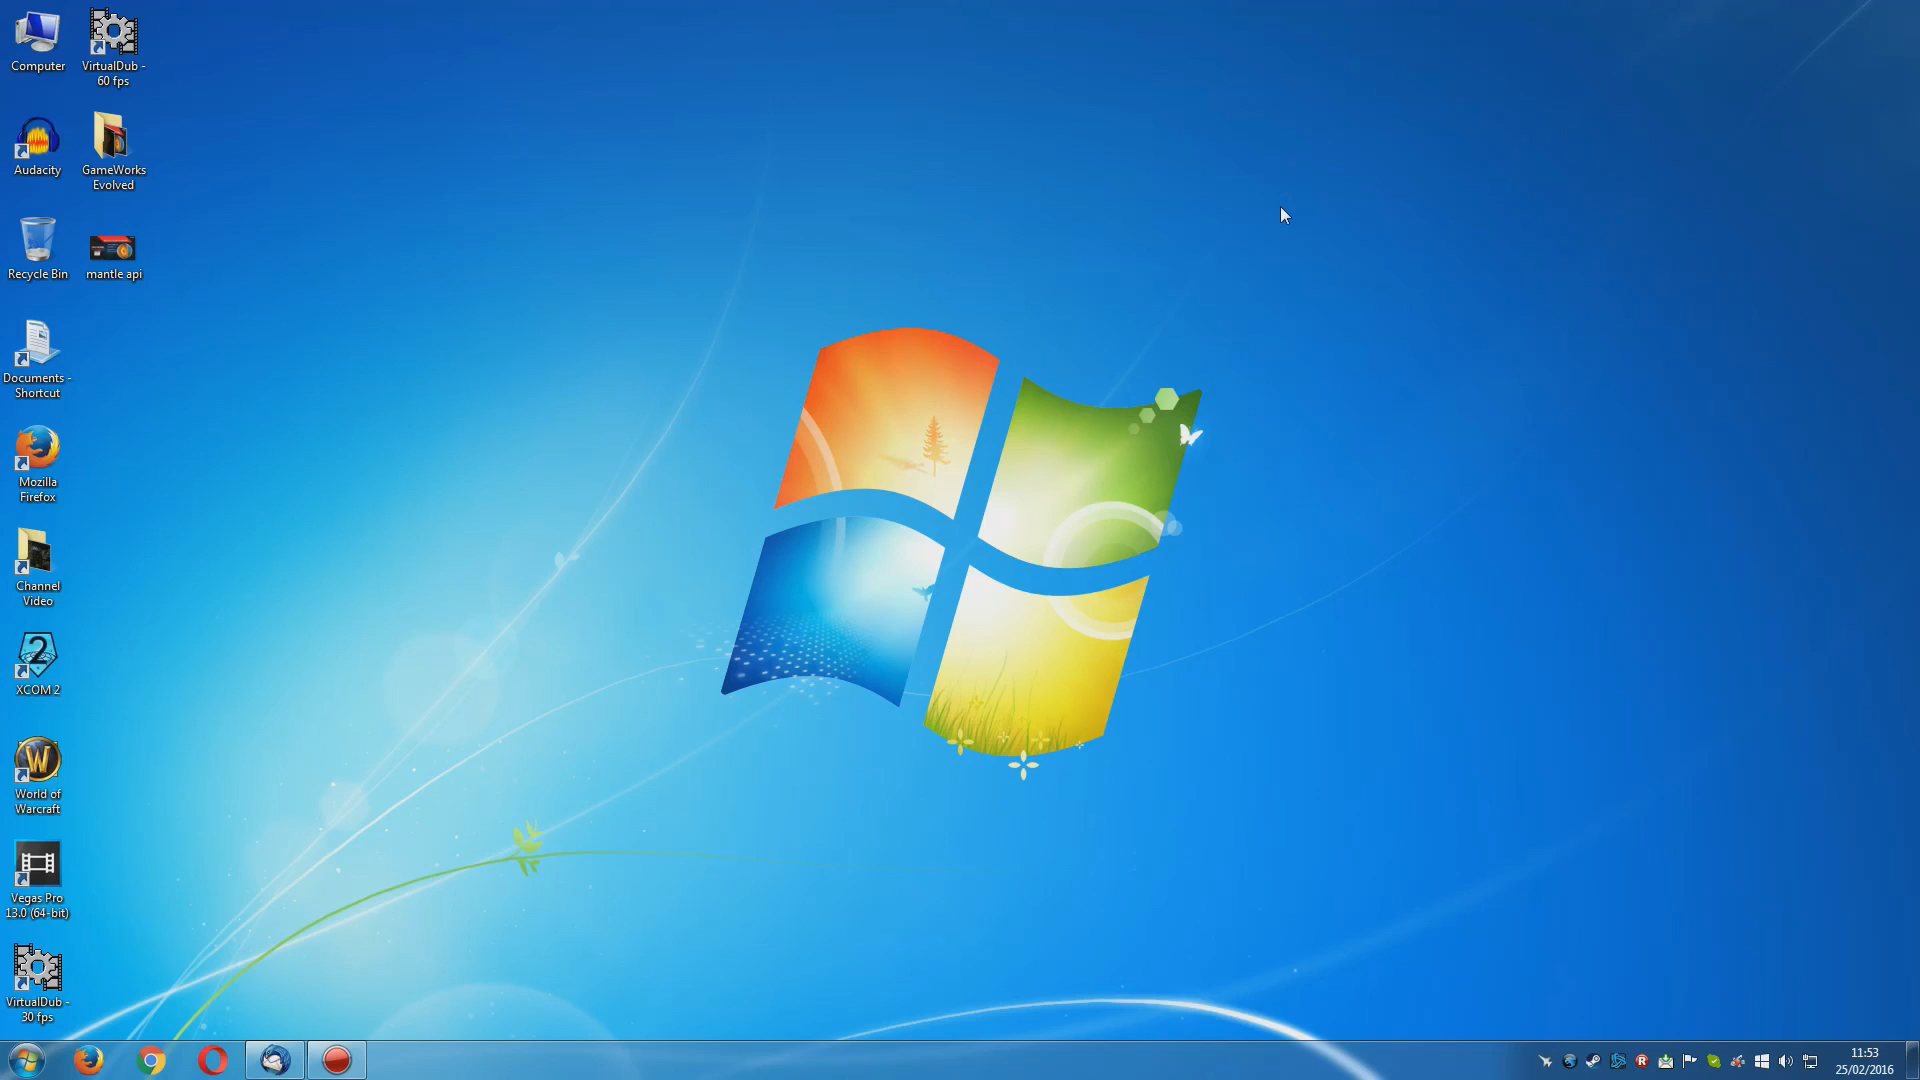 Computer
VirtualDub -
60 fps
Audacity
GameWorks
Evolved
Recycle Bin
mantle api
Documents -
Shortcut
Mozilla
Firefox
Channel
Video
2
XCOM 2
W
World of
Warcraft
Vegas Pro
13.0 (64-bit)
VirtualDub -
30 fps
R
11:53
25/02/2016